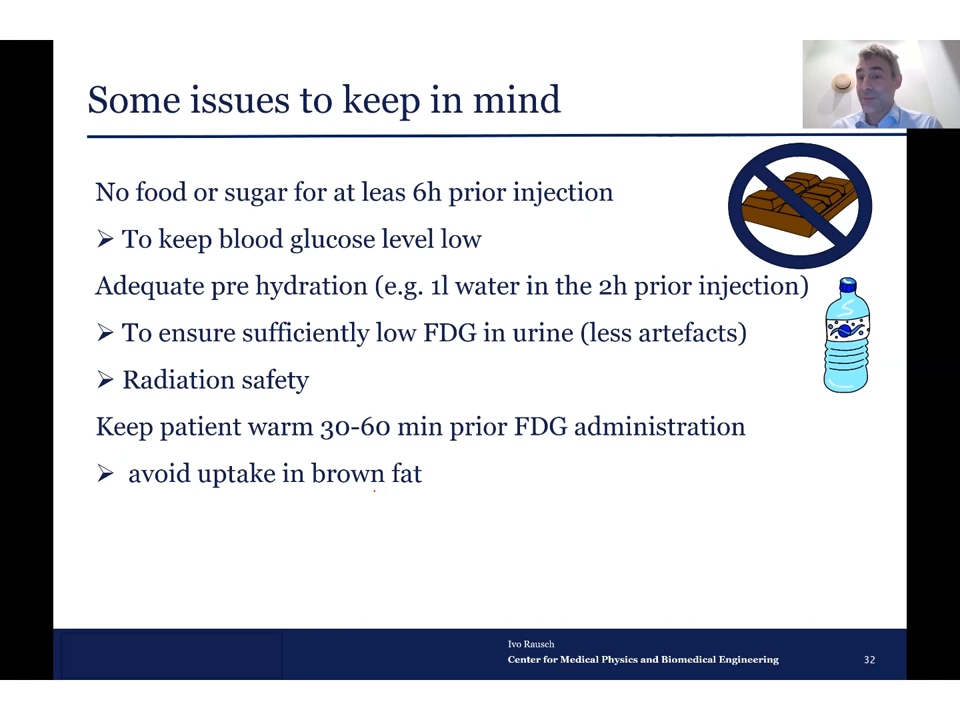 Some issues to keep in mind
No food or sugar for at leas 6h prior injection
➢ To keep blood glucose level low
Adequate pre hydration (e.g. 1l water in the 2h prior injection)
➢ To ensure sufficiently low FDG in urine (less artefacts)
➢ Radiation safety
Keep patient warm 30-60 min prior FDG administration
➢ avoid uptake in brown fat
Ivo Rausch
Center for Medical Physics and Biomedical Engineering
32